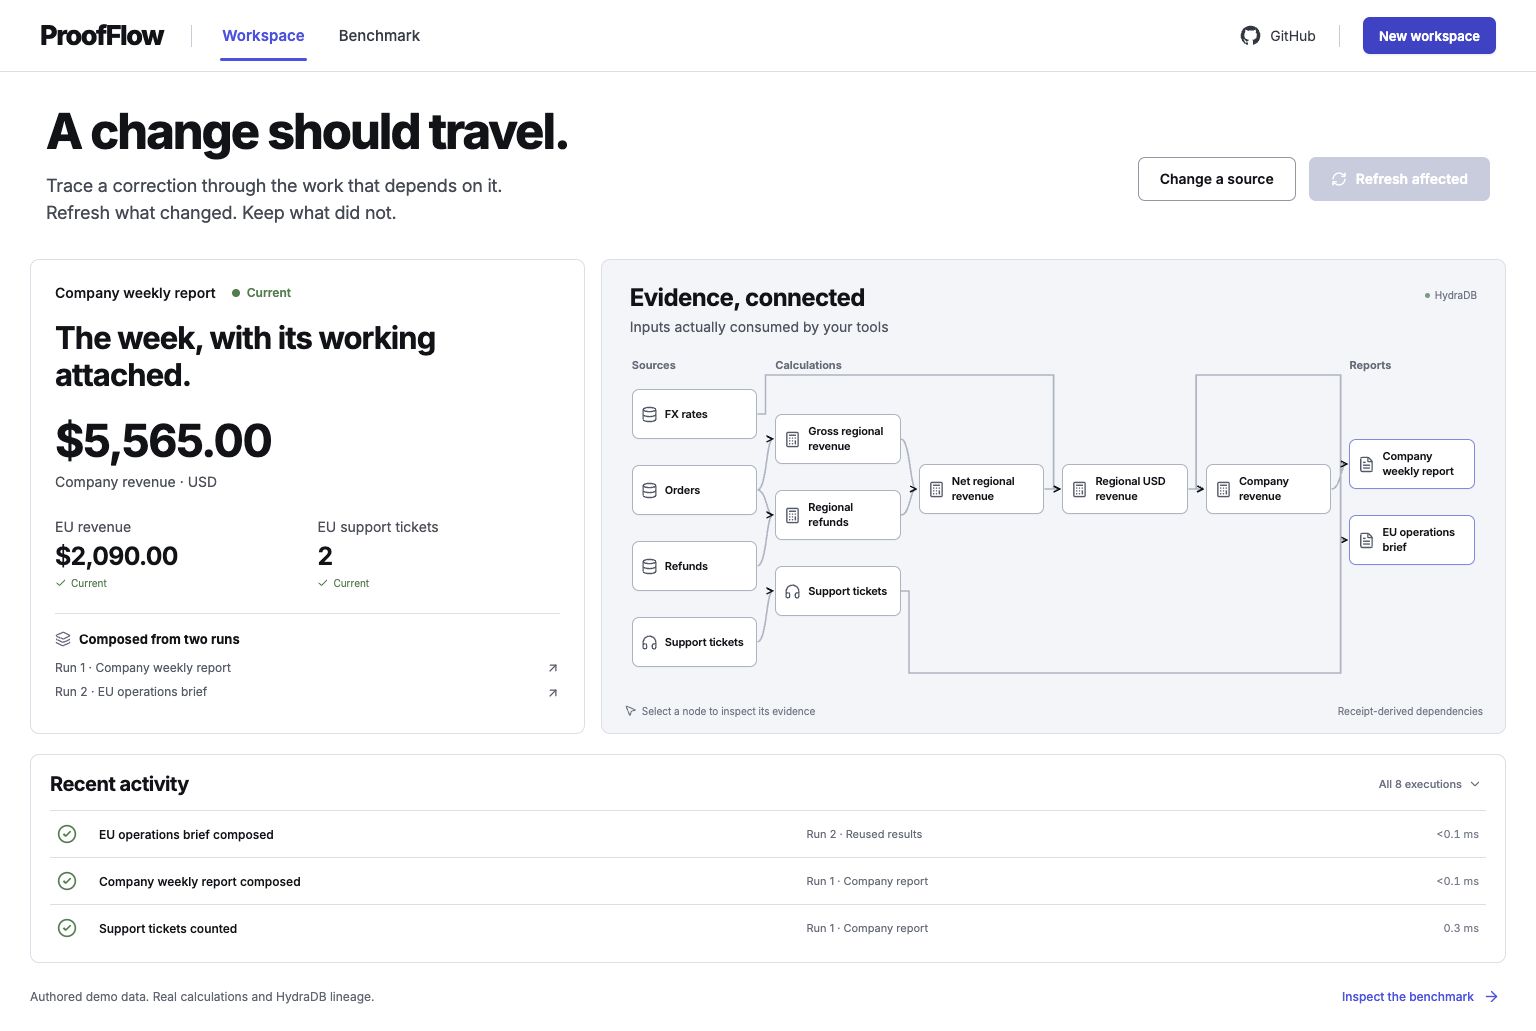 ProofFlow
Workspace
Benchmark
GitHub
New workspace
A change should travel.
Trace a correction through the work that depends on it.
Refresh what changed. Keep what did not.
Change a source
Refresh affected
Company weekly report
Current
The week, with its working
attached.
$5,565.00
Company revenue · USD
EU revenue
$2,090.00
Current
EU support tickets
2
Current
Composed from two runs
Run 1 · Company weekly report
Run 2 · EU operations brief
Evidence, connected
HydraDB
Inputs actually consumed by your tools
Sources
Calculations
Reports
FX rates
Orders
Refunds
Support tickets
Gross regional
revenue
Regional
refunds
Support tickets
Net regional
revenue
Regional USD
revenue
Company
revenue
Company
weekly report
EU operations
brief
Select a node to inspect its evidence
Receipt-derived dependencies
Recent activity
All 8 executions
EU operations brief composed
Run 2 · Reused results
<0.1 ms
Company weekly report composed
Run 1 · Company report
<0.1 ms
Support tickets counted
Run 1 · Company report
0.3 ms
Authored demo data. Real calculations and HydraDB lineage.
Inspect the benchmark